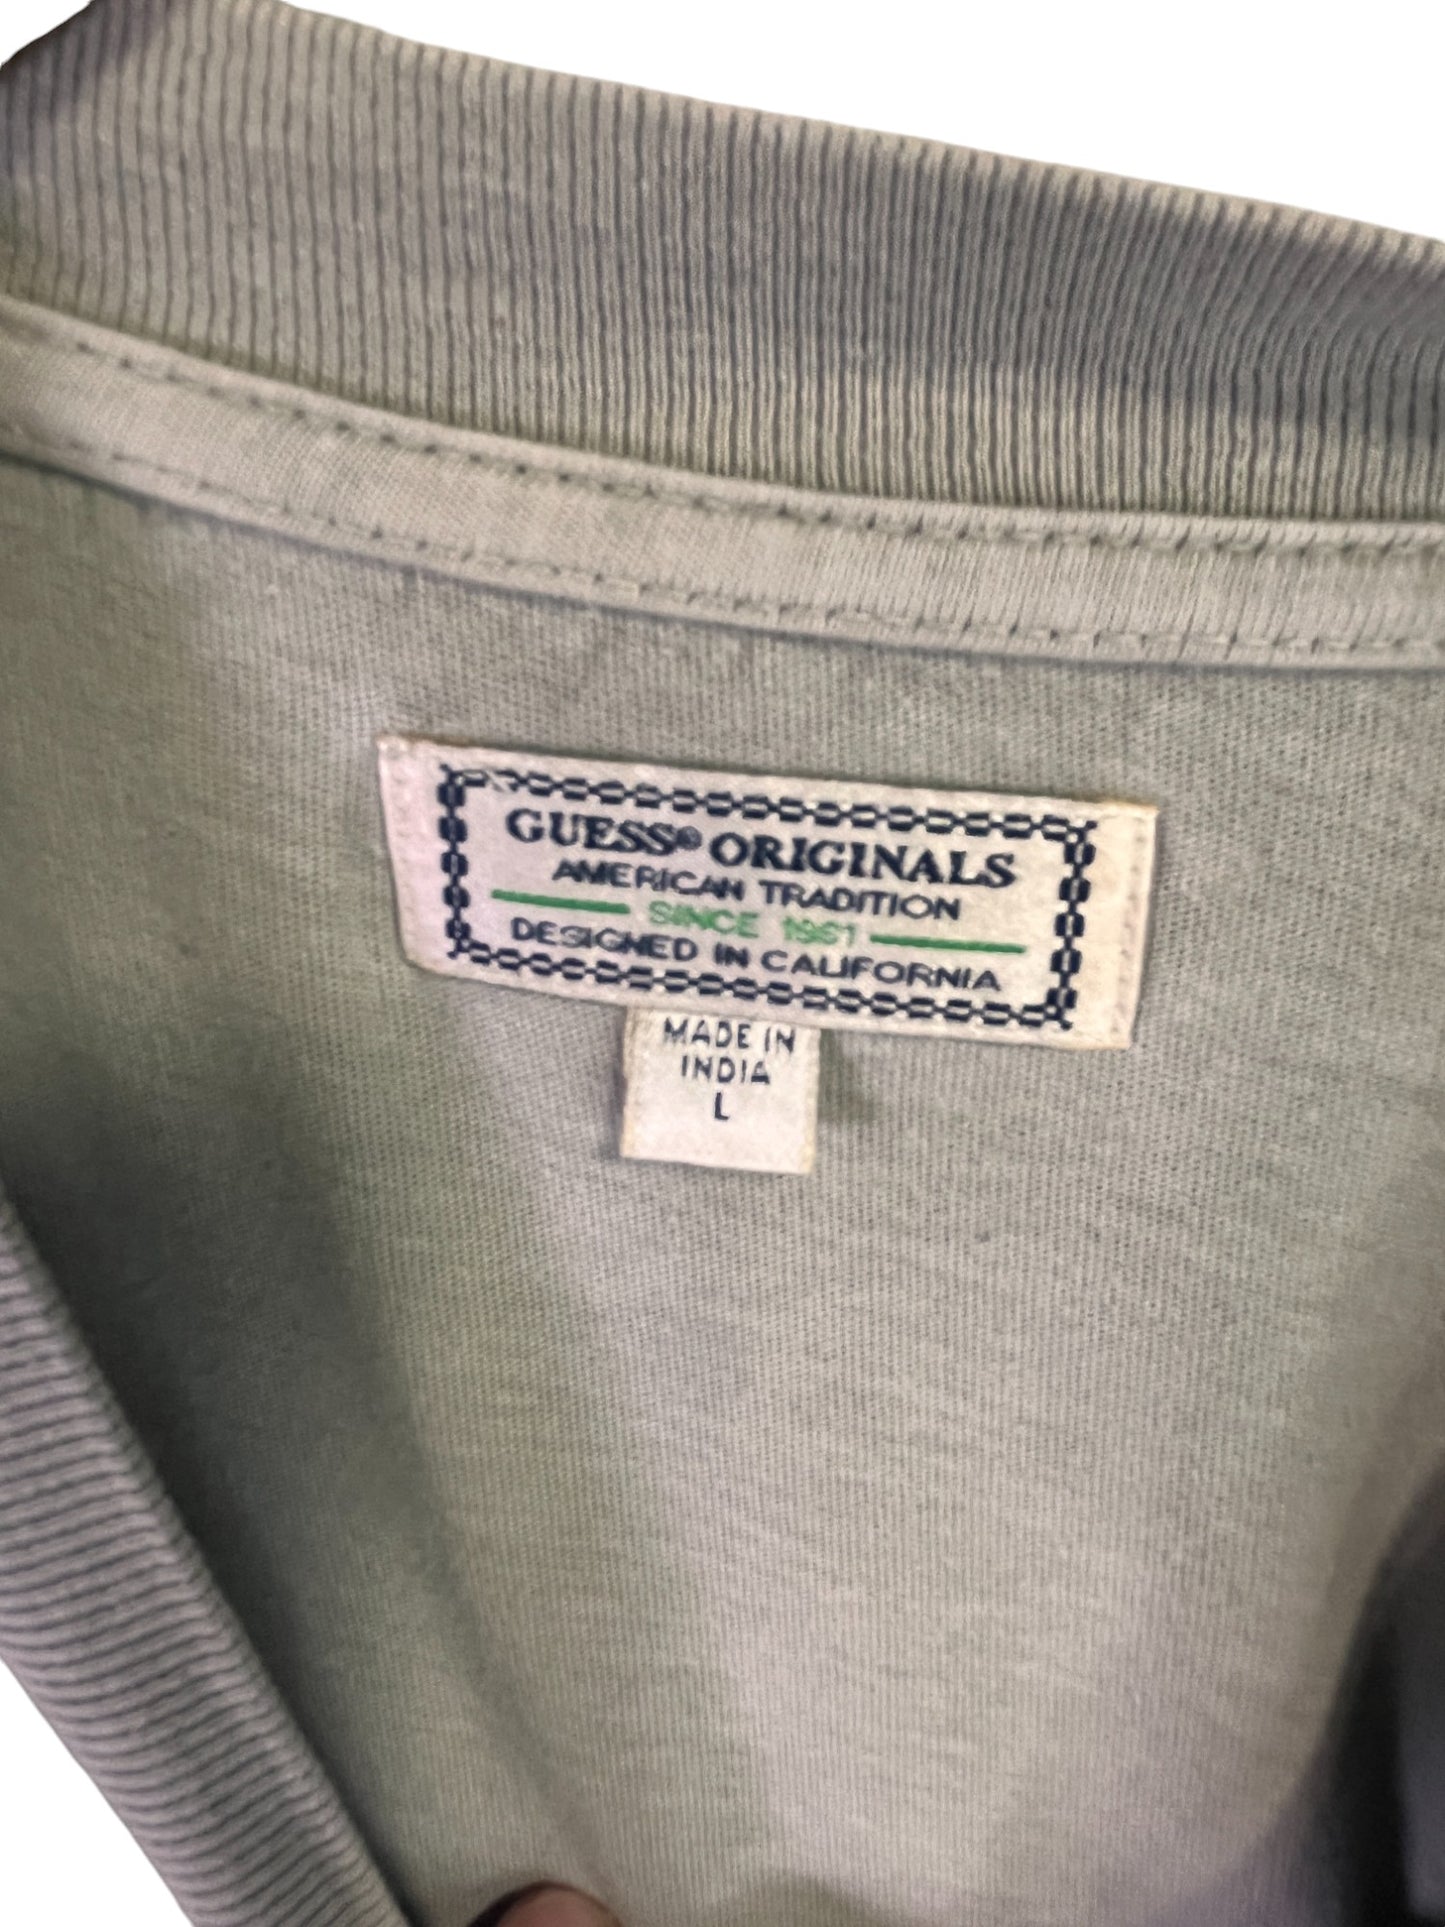 GUESS® ORIGINALS
AMERICAN TRADITION
SINCE 1981
DESIGNED IN CALIFORNIA
MADE IN
INDIA
L